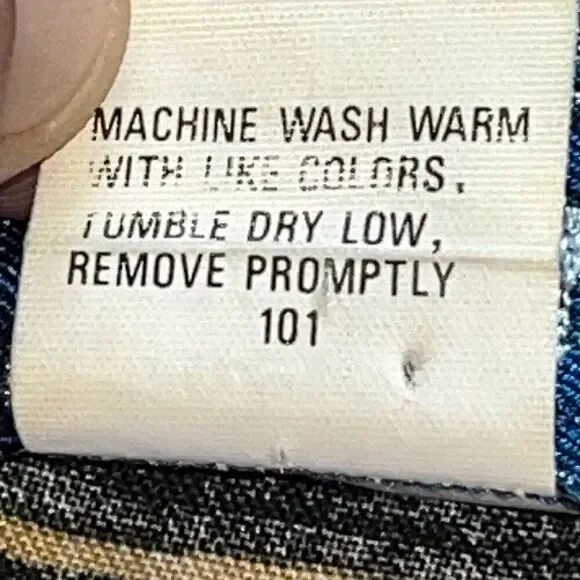 MACHINE WASH WARM
WITH LIKE COLORS.
TUMBLE DRY LOW,
REMOVE PROMPTLY
101